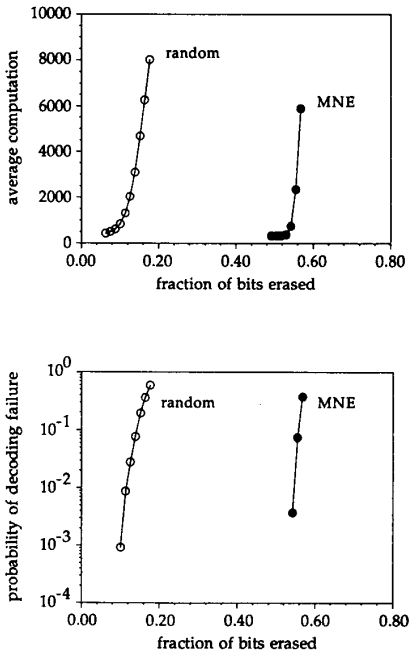 10000
8000
6000
4000
2000
0
average computation
random
MNE
0.00
0.20
0.40
0.60
0.80
fraction of bits erased
10^0
10^-1
10^-2
10^-3
10^-4
probability of decoding failure
random
MNE
0.00
0.20
0.40
0.60
0.80
fraction of bits erased